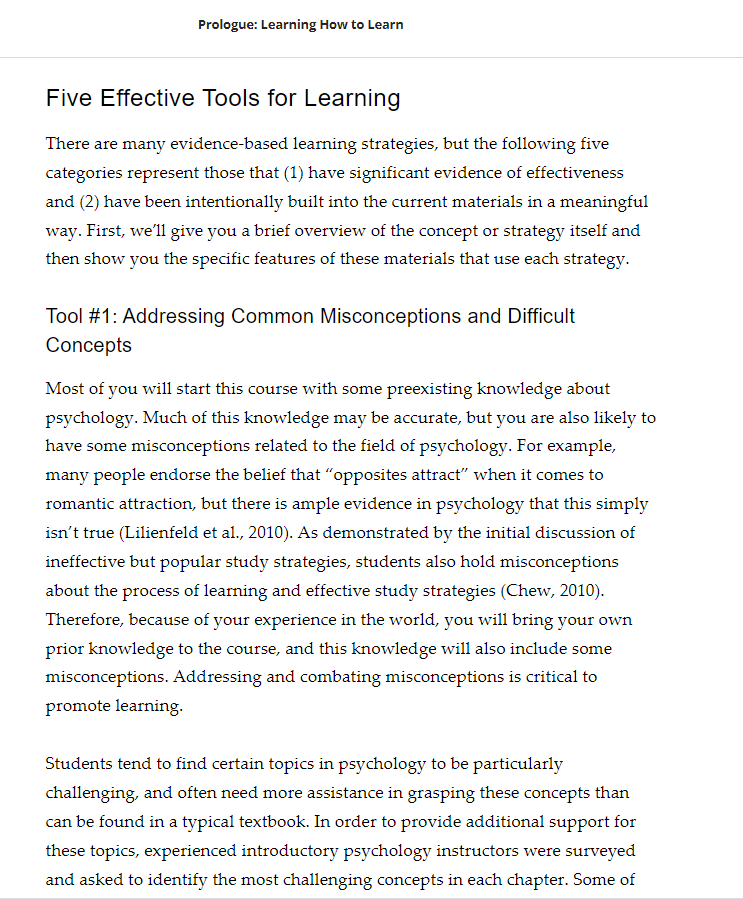 Prologue: Learning How to Learn
Five Effective Tools for Learning
There are many evidence-based learning strategies, but the following five
categories represent those that (1) have significant evidence of effectiveness
and (2) have been intentionally built into the current materials in a meaningful
way. First, we’ll give you a brief overview of the concept or strategy itself and
then show you the specific features of these materials that use each strategy.
Tool #1: Addressing Common Misconceptions and Difficult
Concepts
Most of you will start this course with some preexisting knowledge about
psychology. Much of this knowledge may be accurate, but you are also likely to
have some misconceptions related to the field of psychology. For example,
many people endorse the belief that “opposites attract” when it comes to
romantic attraction, but there is ample evidence in psychology that this simply
isn’t true (Lilienfeld et al., 2010). As demonstrated by the initial discussion of
ineffective but popular study strategies, students also hold misconceptions
about the process of learning and effective study strategies (Chew, 2010).
Therefore, because of your experience in the world, you will bring your own
prior knowledge to the course, and this knowledge will also include some
misconceptions. Addressing and combating misconceptions is critical to
promote learning.
Students tend to find certain topics in psychology to be particularly
challenging, and often need more assistance in grasping these concepts than
can be found in a typical textbook. In order to provide additional support for
these topics, experienced introductory psychology instructors were surveyed
and asked to identify the most challenging concepts in each chapter. Some of